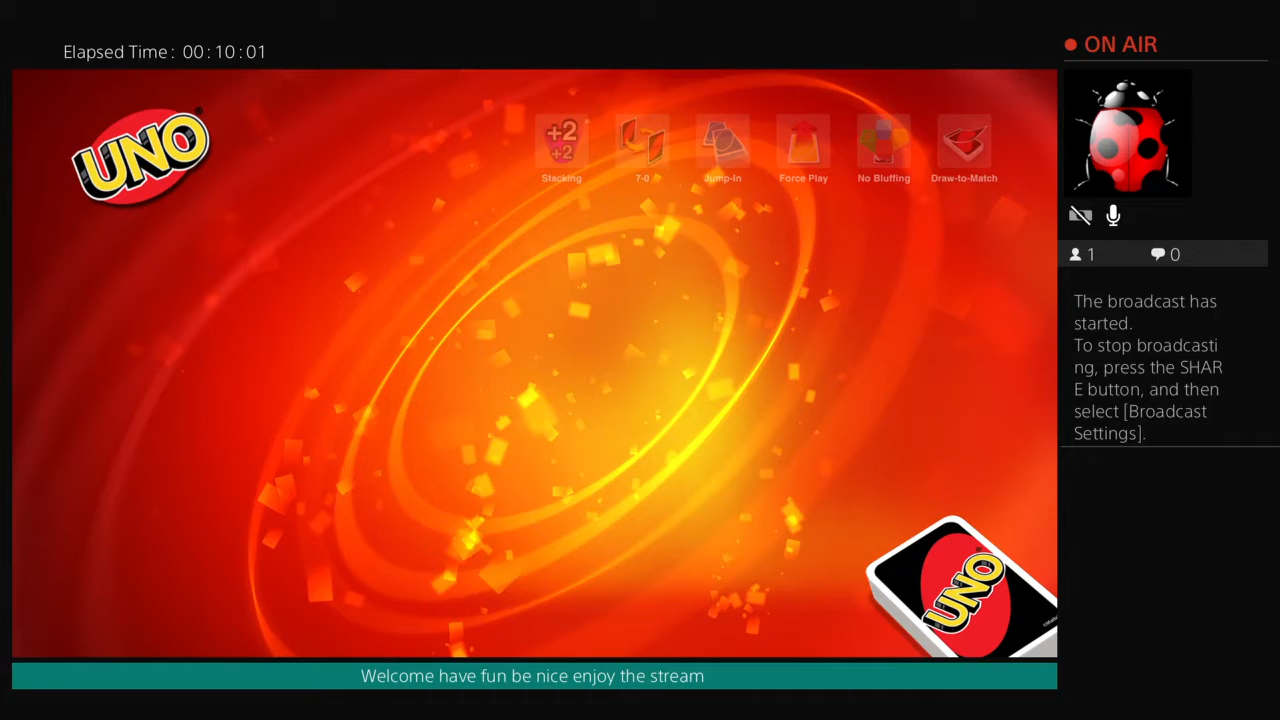 Elapsed Time: 00:10:01
ON AIR
UNO
+2
+2
Stacking
7-0
Jump-In
Force Play
No Bluffing
Draw-to-Match
1
0
The broadcast has
started.
To stop broadcasti
ng, press the SHAR
E button, and then
select [Broadcast
Settings].
UNO
Welcome have fun be nice enjoy the stream